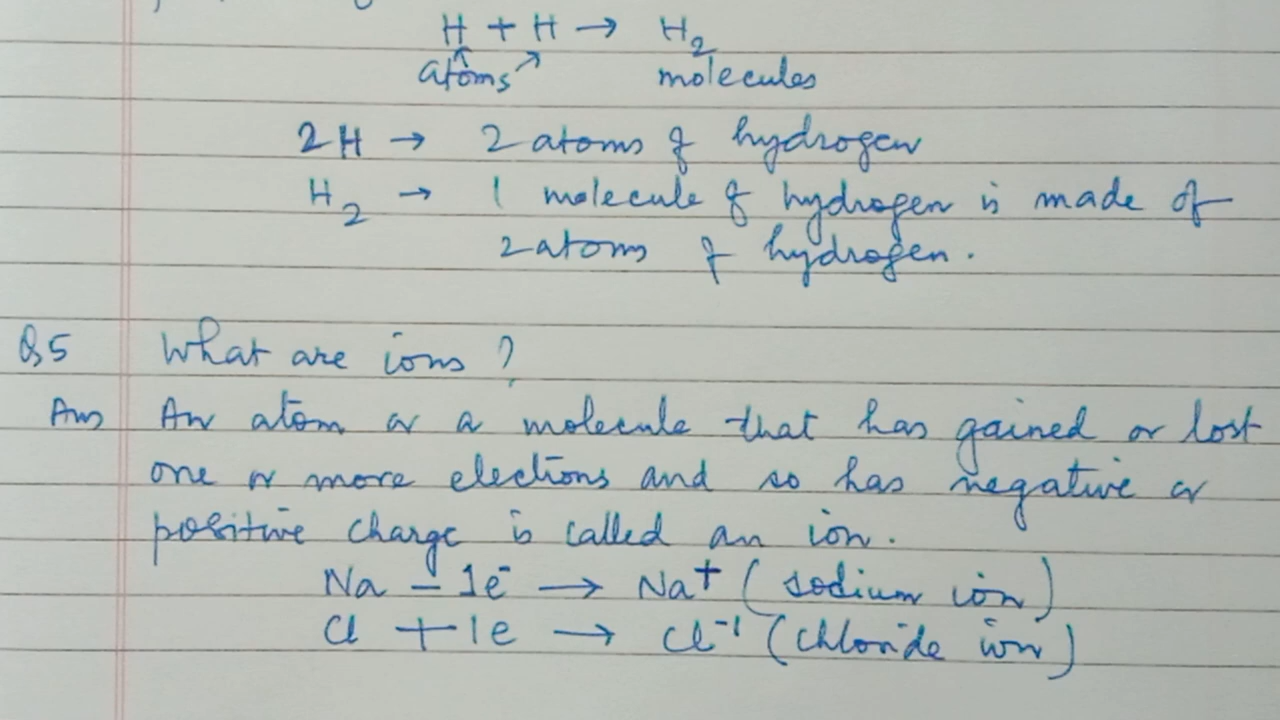 H + H → H₂
atoms molecules
2H → 2 atoms of hydrogen
H₂ → 1 molecule of hydrogen is made of
2 atoms of hydrogen.
Q5 What are ions ?
Ans An atom or a molecule that has gained or lost
one or more elections and so has negative or
positive charge is called an ion.
Na - 1e⁻ → Na⁺ ( sodium ion )
Cl + 1e → Cl⁻¹ ( chloride ion )